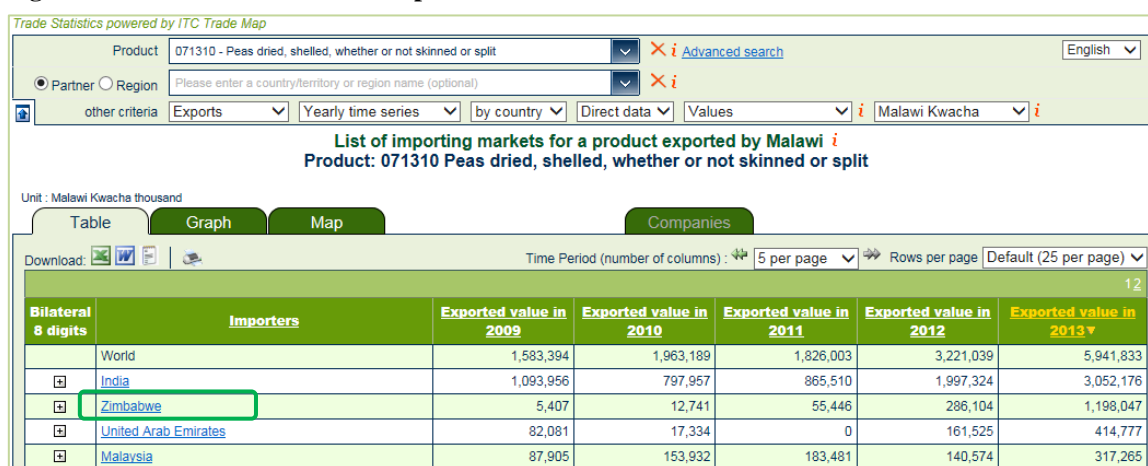 Trade Statistics powered by ITC Trade Map
Product 071310 - Peas dried, shelled, whether or not skinned or split Advanced search English
Partner Region Please enter a country/territory or region name (optional)
other criteria Exports Yearly time series by country Direct data Values Malawi Kwacha
List of importing markets for a product exported by Malawi
Product: 071310 Peas dried, shelled, whether or not skinned or split
Unit : Malawi Kwacha thousand
Table Graph Map Companies
Download: Time Period (number of columns) : 5 per page Rows per page Default (25 per page)
1 2
Bilateral 8 digits Importers Exported value in 2009 Exported value in 2010 Exported value in 2011 Exported value in 2012 Exported value in 2013
World 1,583,394 1,963,189 1,826,003 3,221,039 5,941,833
India 1,093,956 797,957 865,510 1,997,324 3,052,176
Zimbabwe 5,407 12,741 55,446 286,104 1,198,047
United Arab Emirates 82,081 17,334 0 161,525 414,777
Malaysia 87,905 153,932 183,481 140,574 317,265